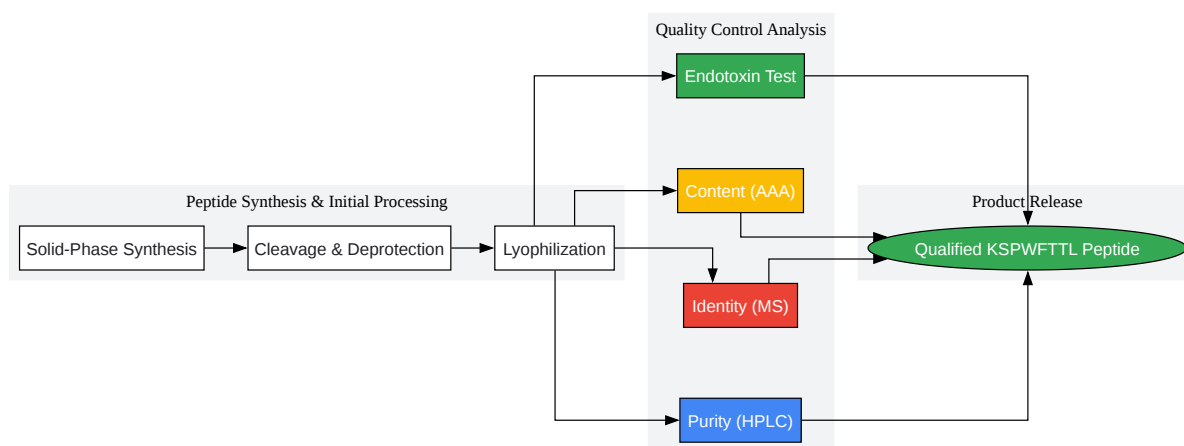 Quality Control Analysis
Endotoxin Test
Content (AAA)
Peptide Synthesis & Initial Processing
Product Release
Solid-Phase Synthesis
Cleavage & Deprotection
Lyophilization
Qualified KSPWFTTL Peptide
Identity (MS)
Purity (HPLC)